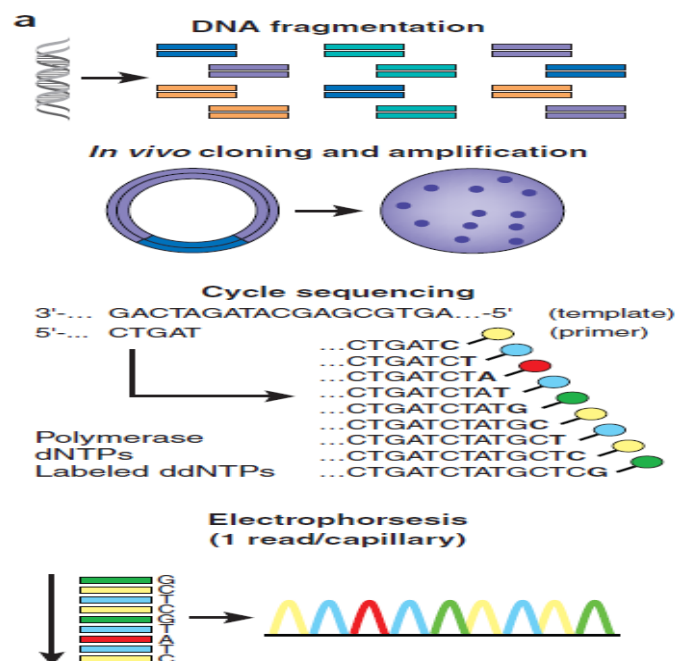 a
DNA fragmentation
In vivo cloning and amplification
Cycle sequencing
3'-... GACTAGATACGAGCGTGA...-5' (template)
5'-... CTGAT (primer)
...CTGATC
...CTGATCT
...CTGATCTA
...CTGATCTAT
...CTGATCTATG
...CTGATCTATGC
...CTGATCTATGCT
...CTGATCTATGCTC
...CTGATCTATGCTCG
Polymerase
dNTPs
Labeled ddNTPs
Electrophorsesis
(1 read/capillary)
G
C
T
C
G
T
A
T
C